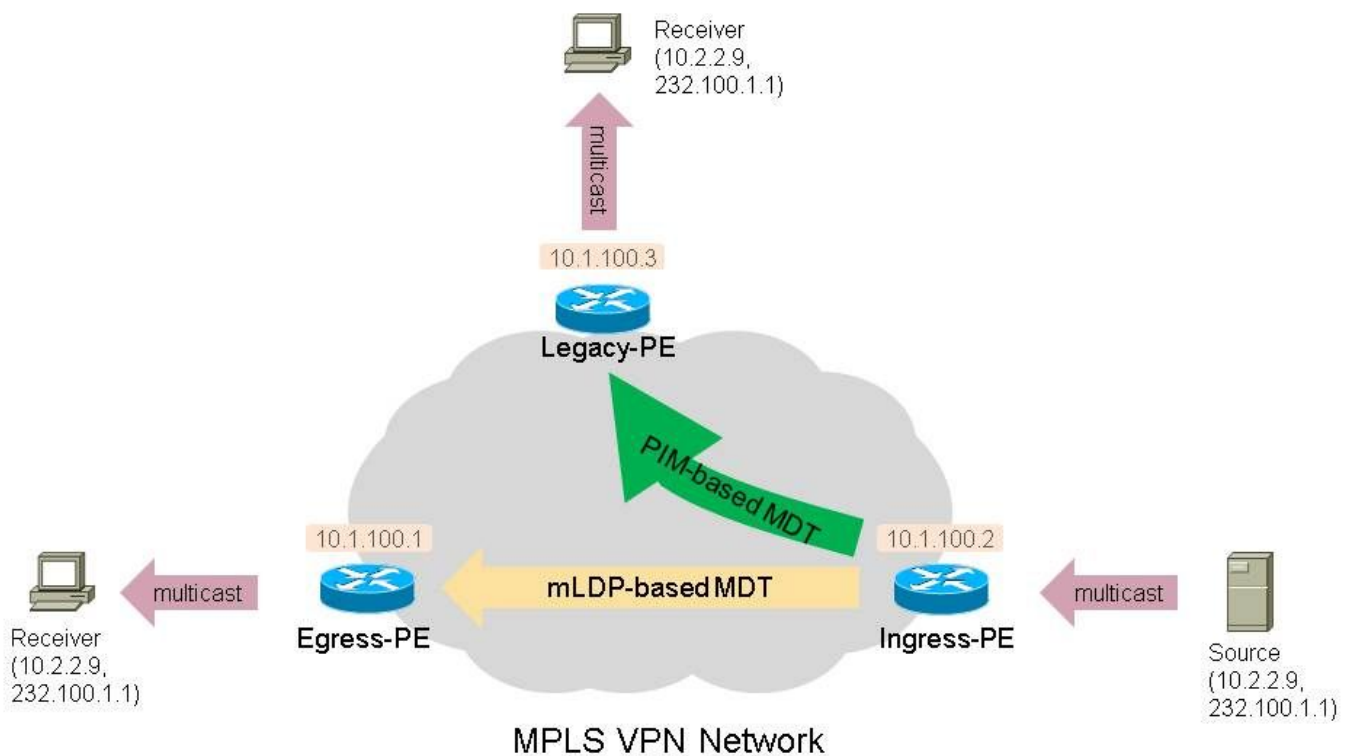 Receiver
(10.2.2.9,
232.100.1.1)
multicast
10.1.100.3
Legacy-PE
PIM-based MDT
10.1.100.1
10.1.100.2
multicast
mLDP-based MDT
multicast
Egress-PE
Ingress-PE
Receiver
(10.2.2.9,
232.100.1.1)
Source
(10.2.2.9,
232.100.1.1)
MPLS VPN Network